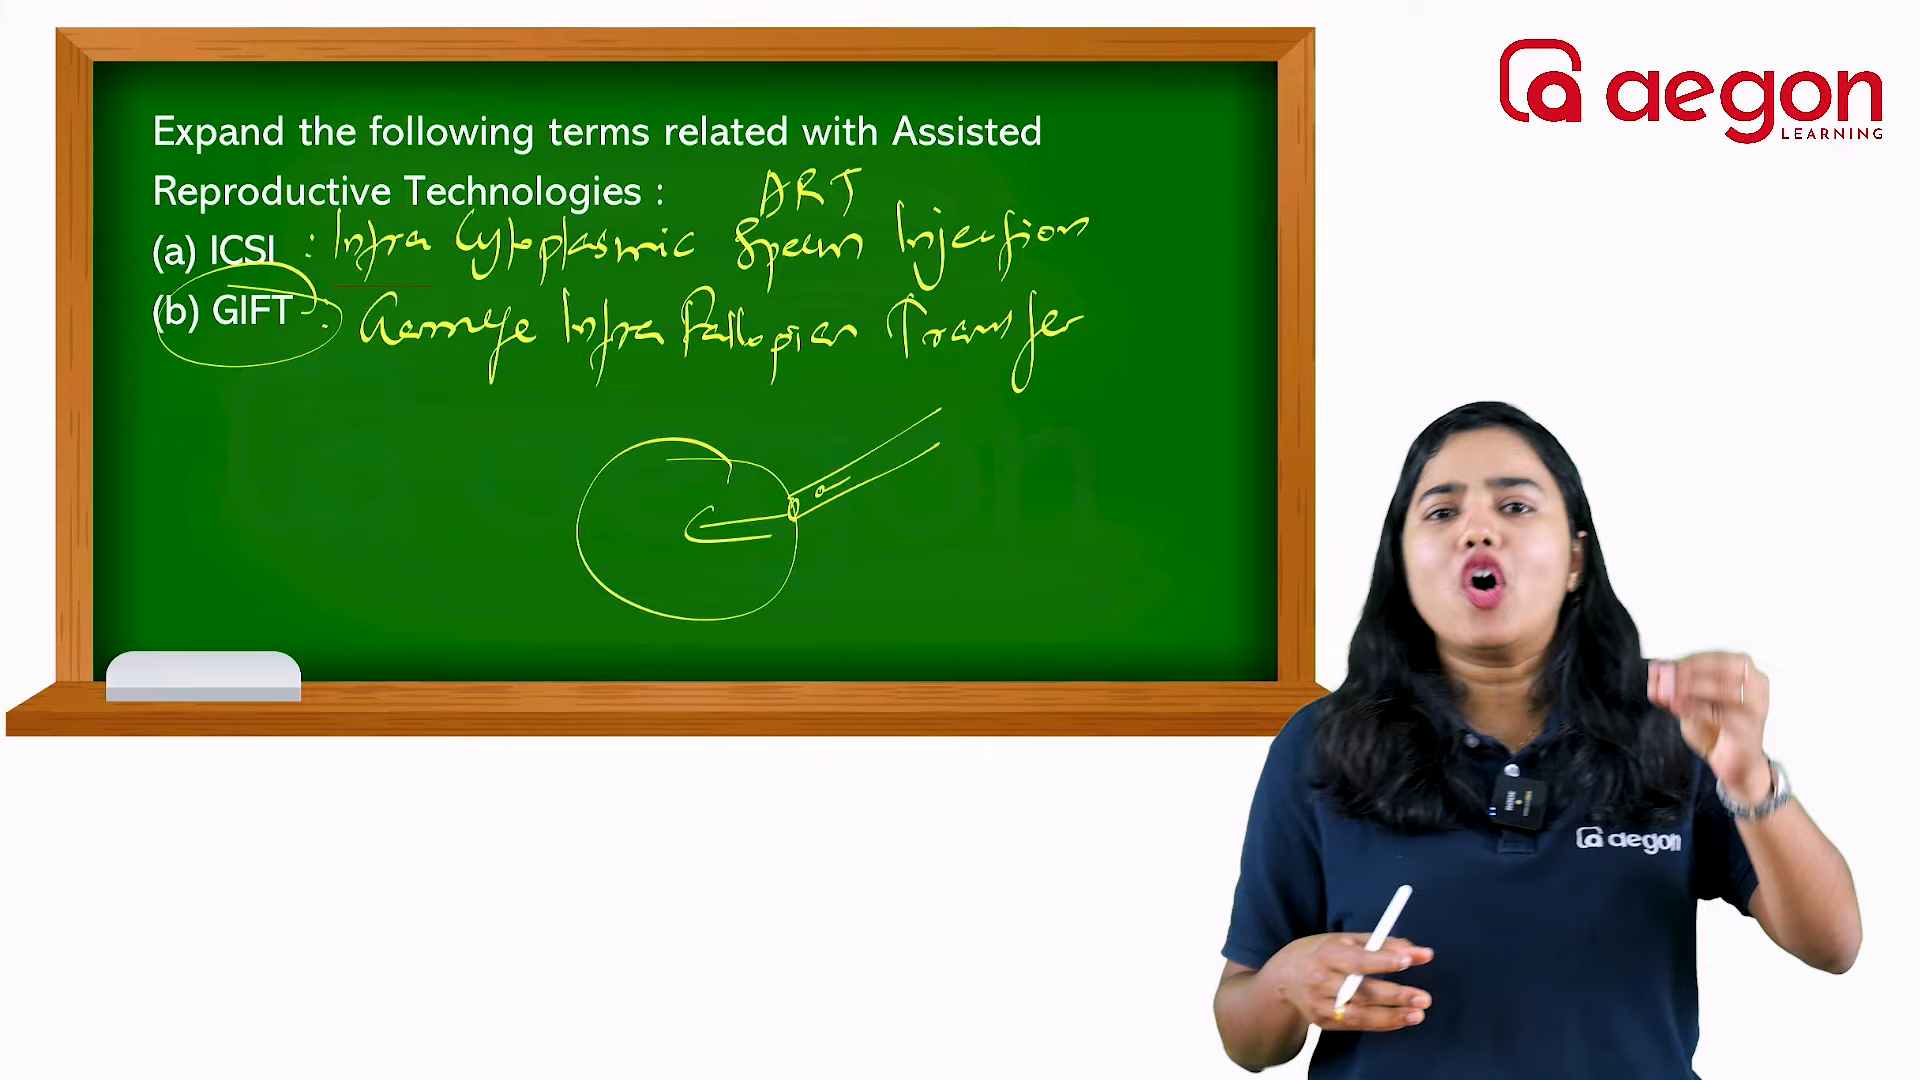 aegon
LEARNING
Expand the following terms related with Assisted
Reproductive Technologies :
ART
(a) ICSI : Intra Cytoplasmic Sperm Injection
(b) GIFT : Gamete Intra Fallopian Transfer
aegon